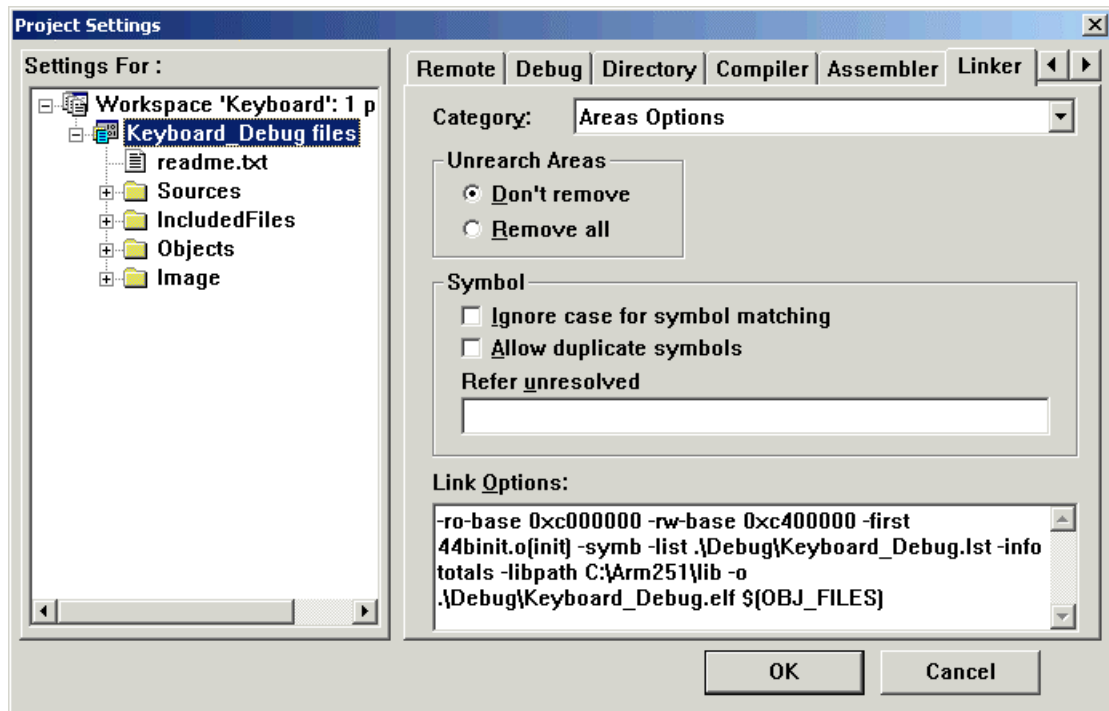 Project Settings
Settings For :
Workspace 'Keyboard': 1 p
Keyboard_Debug files
readme.txt
Sources
IncludedFiles
Objects
Image
Remote Debug Directory Compiler Assembler Linker
Category: Areas Options
Unrearch Areas
Don't remove
Remove all
Symbol
Ignore case for symbol matching
Allow duplicate symbols
Refer unresolved
Link Options:
-ro-base 0xc000000 -rw-base 0xc400000 -first
44binit.o(init) -symb -list .\Debug\Keyboard_Debug.lst -info
totals -libpath C:\Arm251\lib -o
.\Debug\Keyboard_Debug.elf $(OBJ_FILES)
OK Cancel